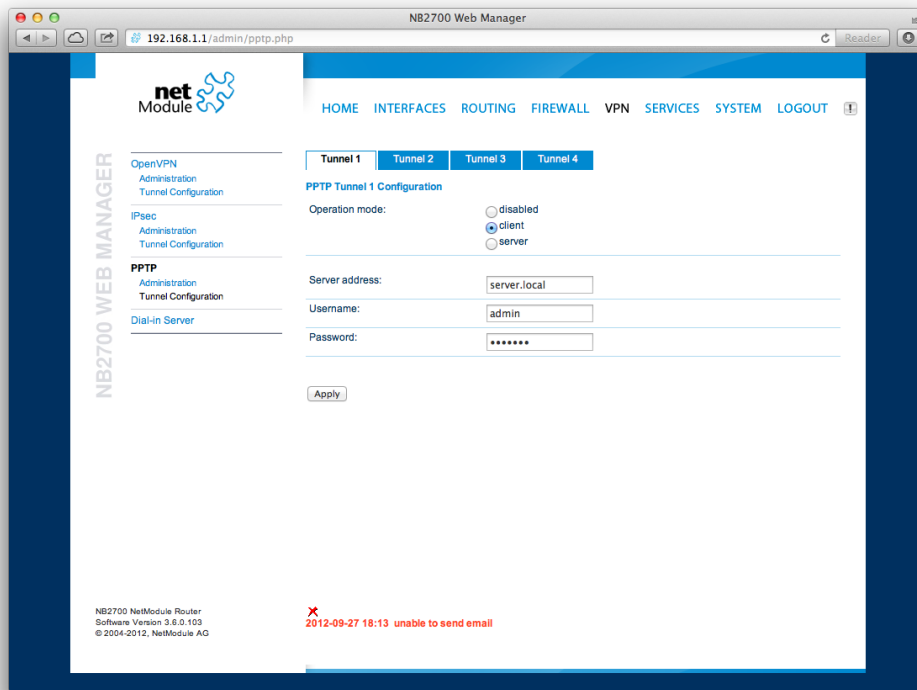 NB2700 Web Manager
192.168.1.1/admin/pptp.php
Reader
net
Module
HOME INTERFACES ROUTING FIREWALL VPN SERVICES SYSTEM LOGOUT
NB2700 WEB MANAGER
OpenVPN
Administration
Tunnel Configuration
IPsec
Administration
Tunnel Configuration
PPTP
Administration
Tunnel Configuration
Dial-in Server
Tunnel 1 Tunnel 2 Tunnel 3 Tunnel 4
PPTP Tunnel 1 Configuration
Operation mode:
disabled
client
server
Server address: server.local
Username: admin
Password: •••••••
Apply
NB2700 NetModule Router
Software Version 3.6.0.103
© 2004-2012, NetModule AG
2012-09-27 18:13 unable to send email